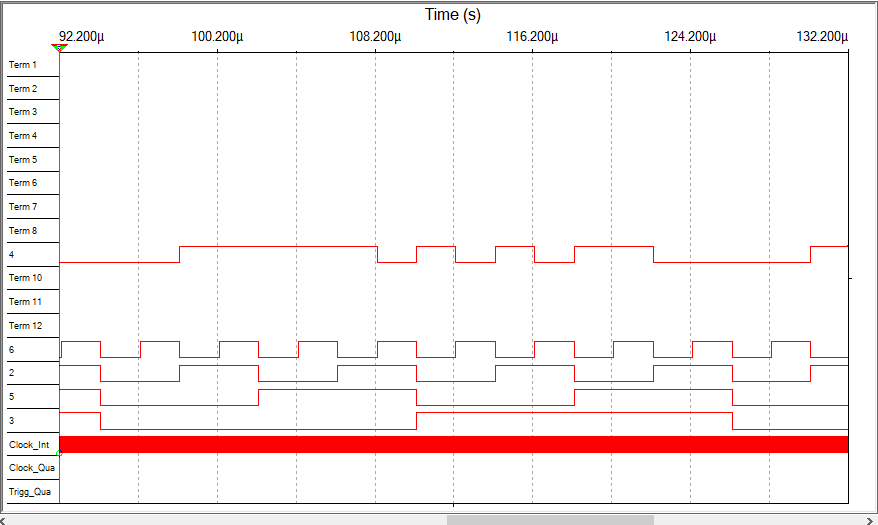 Time (s)
92.200µ 100.200µ 108.200µ 116.200µ 124.200µ 132.200µ
Term 1
Term 2
Term 3
Term 4
Term 5
Term 6
Term 7
Term 8
4
Term 10
Term 11
Term 12
6
2
5
3
Clock_Int
Clock_Qua
Trigg_Qua